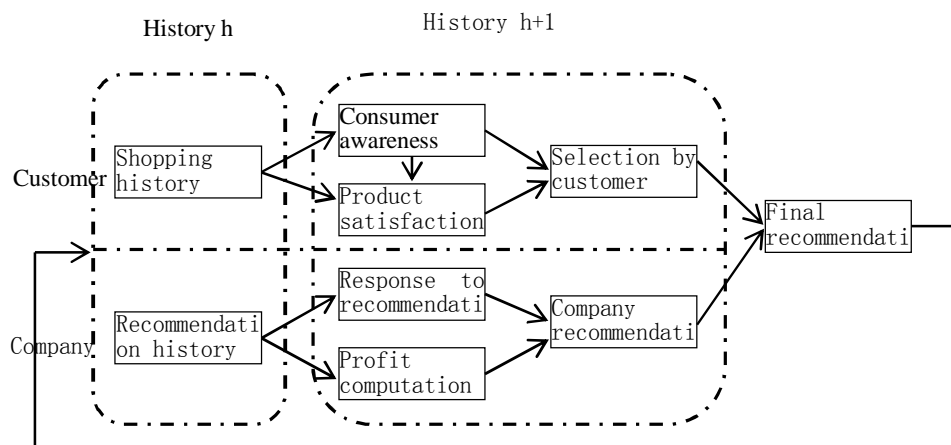 History h
History h+1
Customer
Shopping
history
Consumer
awareness
Product
satisfaction
Selection by
customer
Final
recommendati
Company
Recommendati
on history
Response to
recommendati
Profit
computation
Company
recommendati